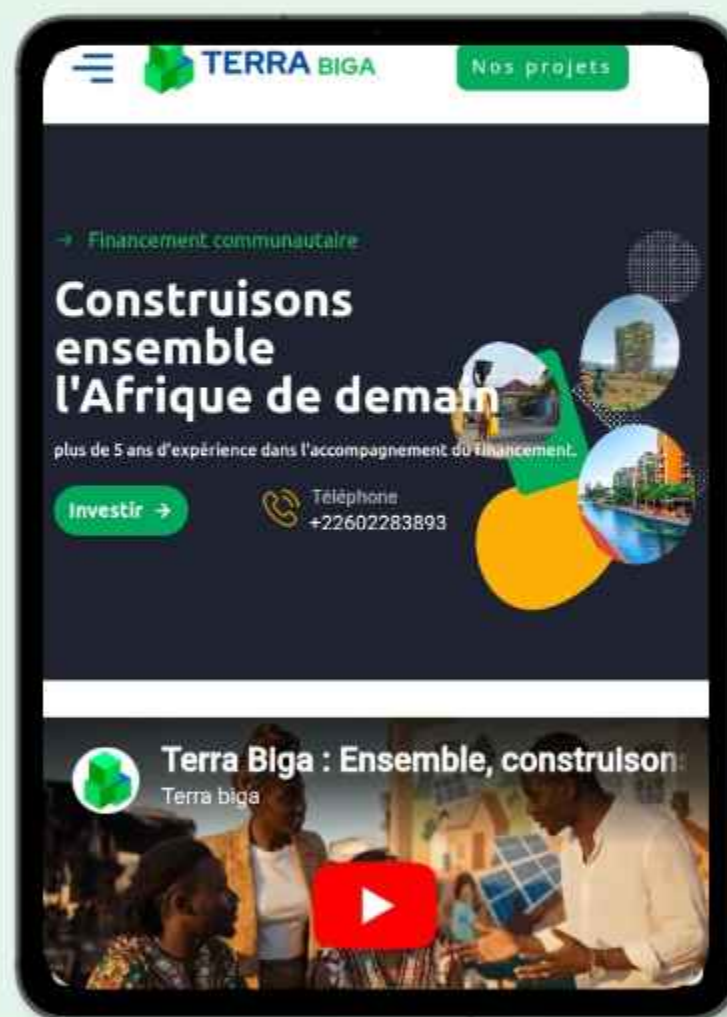 TERRA BIGA
Nos projets
→ Financement communautaire
Construisons
ensemble
l'Afrique de demain
plus de 5 ans d'expérience dans l'accompagnement du financement.
Investir →
Téléphone
+22602283893
Terra Biga : Ensemble, construison
Terra biga